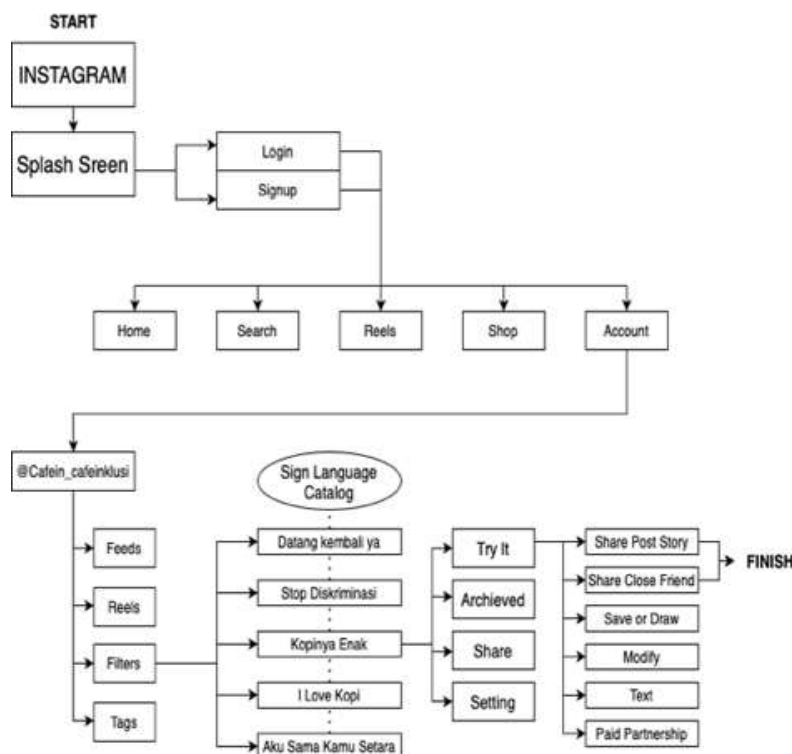 START
INSTAGRAM
Splash Sreen
Login
Signup
Home
Search
Reels
Shop
Account
@Cafein_cafeinklusi
Feeds
Reels
Filters
Tags
Sign Language
Catalog
Datang kembali ya
Stop Diskriminasi
Kopinya Enak
I Love Kopi
Aku Sama Kamu Setara
Try It
Archieved
Share
Setting
Share Post Story
Share Close Friend
Save or Draw
Modify
Text
Paid Partnership
FINISH